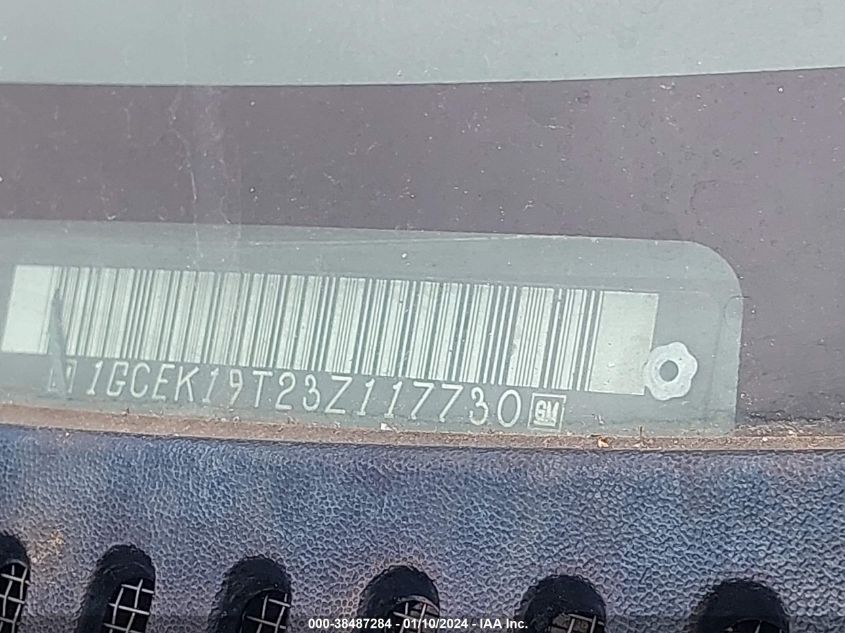 1GCEK19T23Z117730 GM
000-38487284 - 01/10/2024 - IAA, Inc.